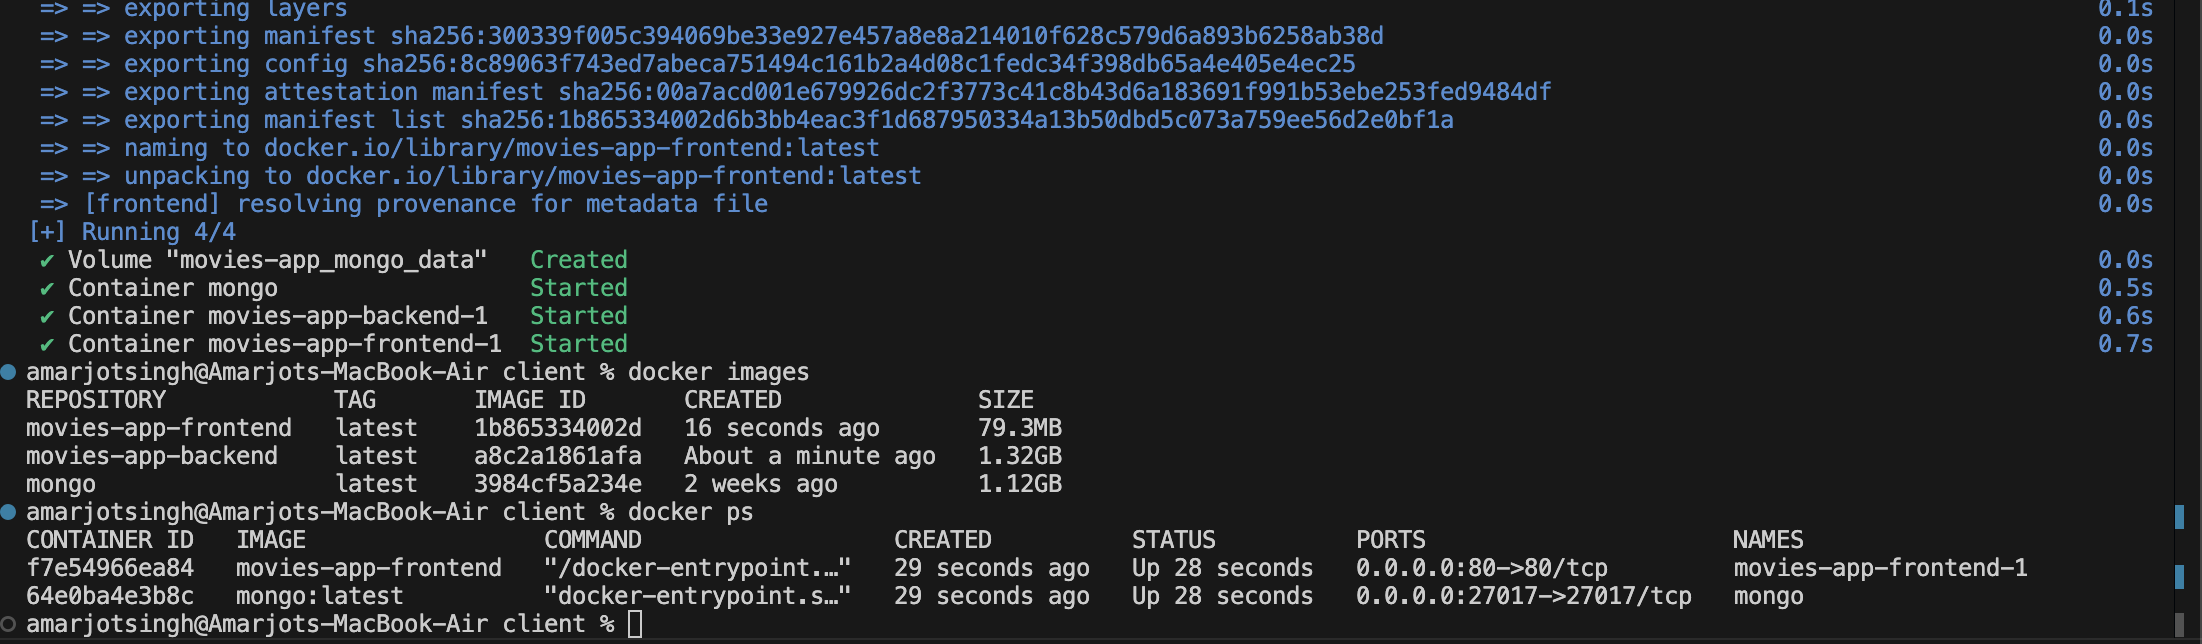 => => exporting layers 0.1s
=> => exporting manifest sha256:300339f005c394069be33e927e457a8e8a214010f628c579d6a893b6258ab38d 0.0s
=> => exporting config sha256:8c89063f743ed7abeca751494c161b2a4d08c1fedc34f398db65a4e405e4ec25 0.0s
=> => exporting attestation manifest sha256:00a7acd001e679926dc2f3773c41c8b43d6a183691f991b53ebe253fed9484df 0.0s
=> => exporting manifest list sha256:1b865334002d6b3bb4eac3f1d687950334a13b50dbd5c073a759ee56d2e0bf1a 0.0s
=> => naming to docker.io/library/movies-app-frontend:latest 0.0s
=> => unpacking to docker.io/library/movies-app-frontend:latest 0.0s
=> [frontend] resolving provenance for metadata file 0.0s
[+] Running 4/4
✔ Volume "movies-app_mongo_data" Created 0.0s
✔ Container mongo Started 0.5s
✔ Container movies-app-backend-1 Started 0.6s
✔ Container movies-app-frontend-1 Started 0.7s
amarjotsingh@Amarjots-MacBook-Air client % docker images
REPOSITORY TAG IMAGE ID CREATED SIZE
movies-app-frontend latest 1b865334002d 16 seconds ago 79.3MB
movies-app-backend latest a8c2a1861afa About a minute ago 1.32GB
mongo latest 3984cf5a234e 2 weeks ago 1.12GB
amarjotsingh@Amarjots-MacBook-Air client % docker ps
CONTAINER ID IMAGE COMMAND CREATED STATUS PORTS NAMES
f7e54966ea84 movies-app-frontend "/docker-entrypoint.…" 29 seconds ago Up 28 seconds 0.0.0.0:80->80/tcp movies-app-frontend-1
64e0ba4e3b8c mongo:latest "docker-entrypoint.s…" 29 seconds ago Up 28 seconds 0.0.0.0:27017->27017/tcp mongo
amarjotsingh@Amarjots-MacBook-Air client %